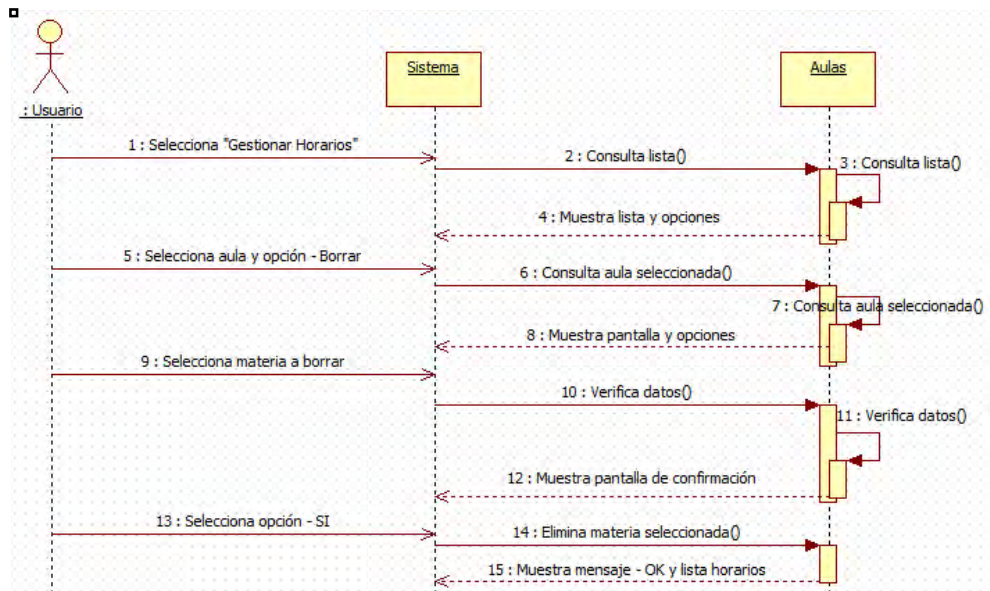 Sistema
Aulas
: Usuario
1 : Selecciona "Gestionar Horarios"
2 : Consulta lista()
3 : Consulta lista()
4 : Muestra lista y opciones
5 : Selecciona aula y opción - Borrar
6 : Consulta aula seleccionada()
7 : Consulta aula seleccionada()
8 : Muestra pantalla y opciones
9 : Selecciona materia a borrar
10 : Verifica datos()
11 : Verifica datos()
12 : Muestra pantalla de confirmación
13 : Selecciona opción - SI
14 : Elimina materia seleccionada()
15 : Muestra mensaje - OK y lista horarios